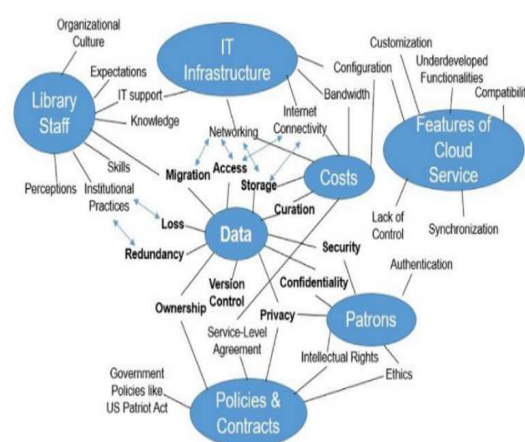 Organizational
Culture
IT
Infrastructure
Customization
Underdeveloped
Functionalities
Expectations
Configuration
Compatibilit
Library
Staff
IT support
Bandwidth
Internet
Connectivity
Features of
Cloud
Service
Knowledge
Networking
Skills
Migration
Access
Costs
Perceptions
Institutional
Practices
Storage
Curation
Lack of
Control
Synchronization
Loss
Data
Redundancy
Security
Authentication
Version
Control
Confidentiality
Ownership
Privacy
Patrons
Service-Level
Agreement
Intellectual Rights
Government
Policies like
US Patriot Act
Ethics
Policies &
Contracts